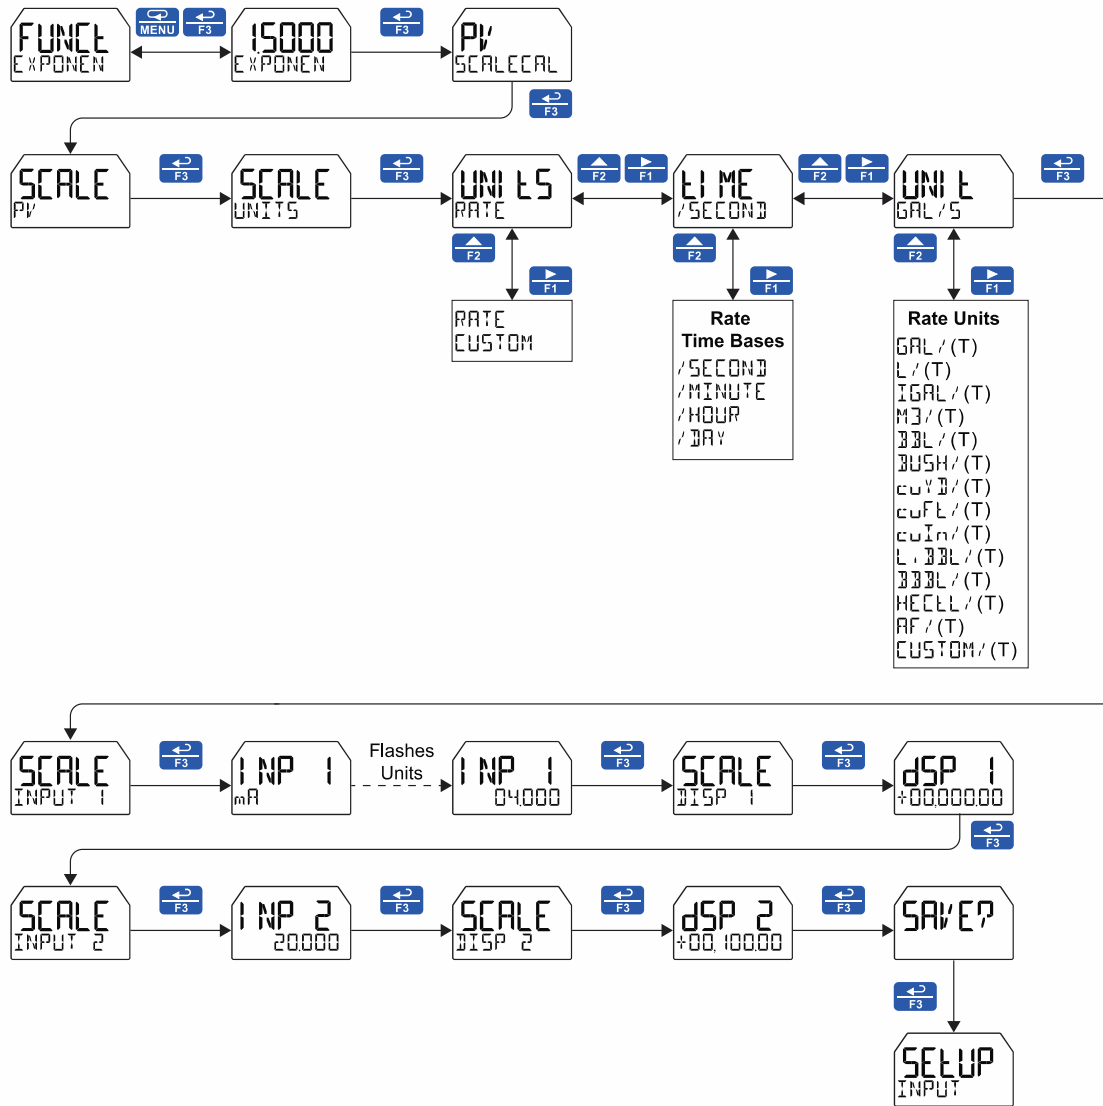 FUNCt
EXPONEN
MENU
F3
1.5000
EXPONEN
F3
PV
SCALECAL
F3
SCALE
PV
F3
SCALE
UNITS
F3
UNItS
RATE
F2
F1
tIME
/SECOND
F2
F1
UNIt
GAL/S
F3
F2
F1
F2
F1
F2
F1
RATE
CUSTOM
Rate
Time Bases
/SECOND
/MINUTE
/HOUR
/DAY
Rate Units
GAL/(T)
L/(T)
IGAL/(T)
M3/(T)
BBL/(T)
BUSH/(T)
cuYD/(T)
cuFt/(T)
cuIn/(T)
LiBBL/(T)
BBBL/(T)
HECtL/(T)
AF/(T)
CUSTOM/(T)
SCALE
INPUT 1
F3
INP 1
mA
Flashes
Units
INP 1
04.000
F3
SCALE
DISP 1
F3
dSP 1
+00,000.00
F3
SCALE
INPUT 2
F3
INP 2
20.000
F3
SCALE
DISP 2
F3
dSP 2
+00,100.00
F3
SAVE?
F3
SEtUP
INPUT